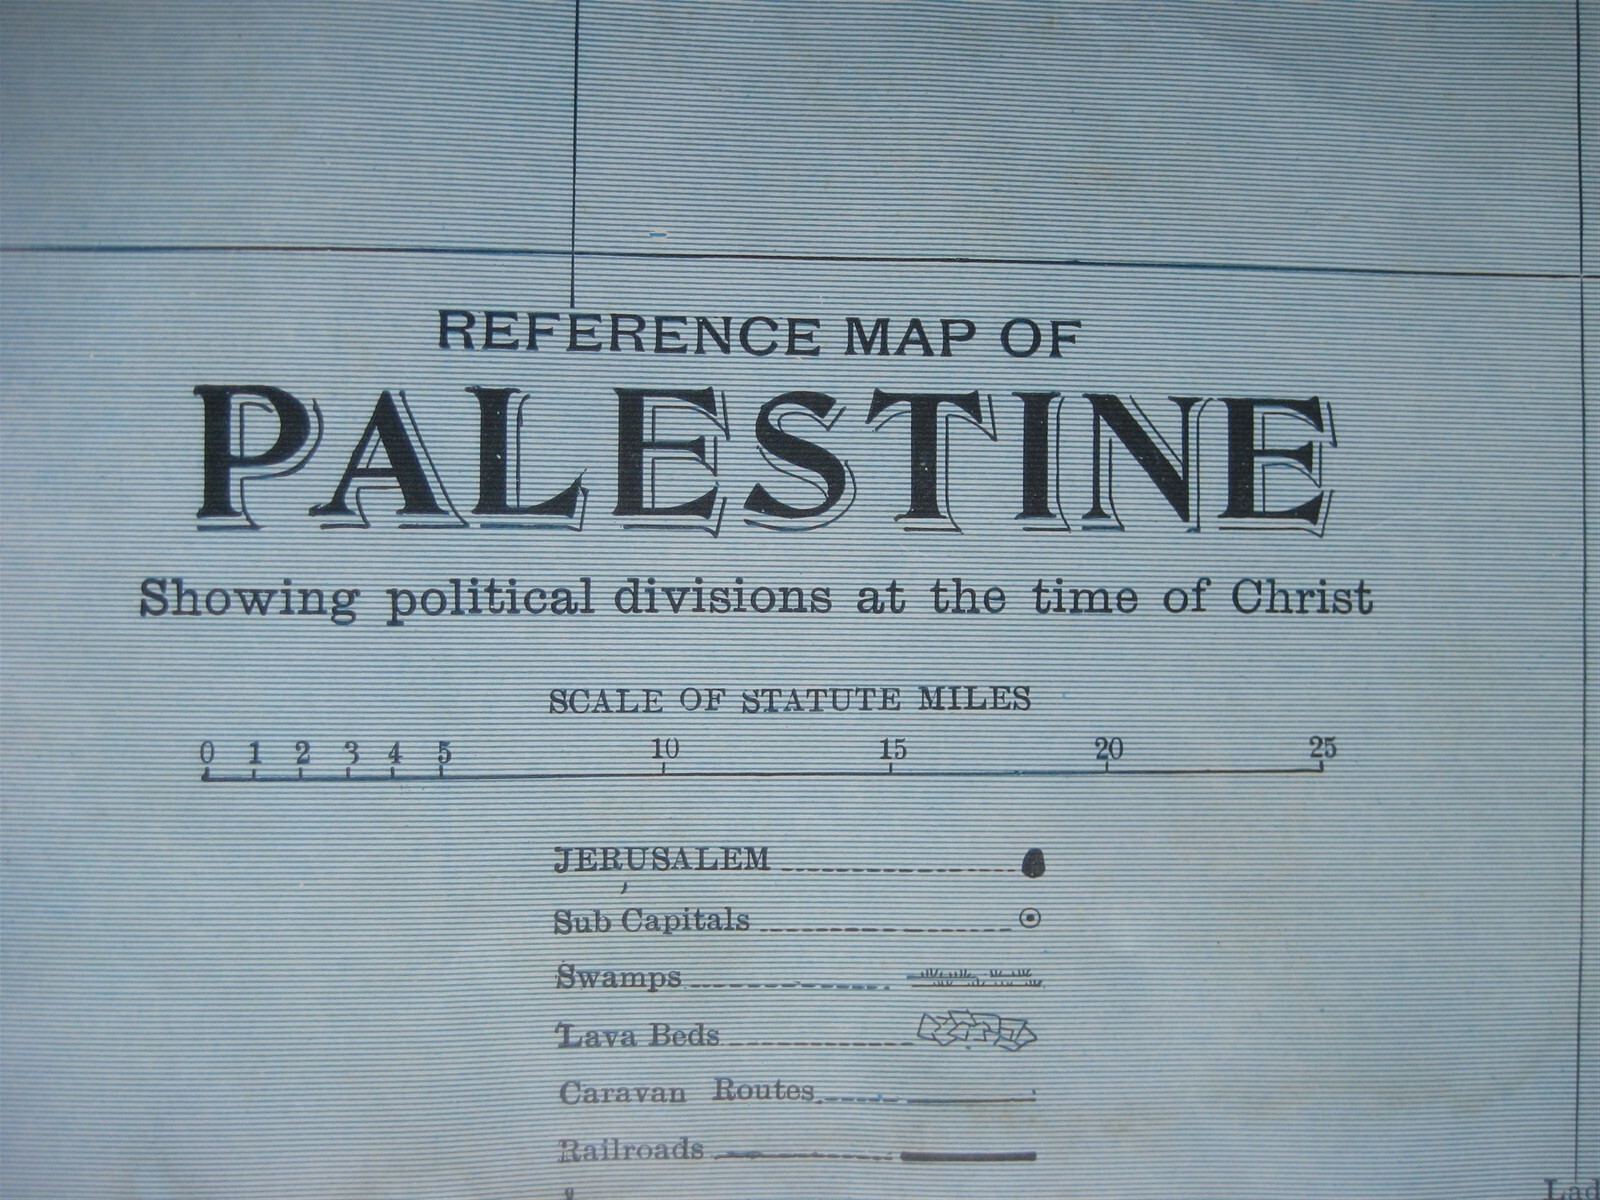 REFERENCE MAP OF
PALESTINE
Showing political divisions at the time of Christ
SCALE OF STATUTE MILES
0 1 2 3 4 5 10 15 20 25
JERUSALEM
Sub Capitals
Swamps
Lava Beds
Caravan Routes
Railroads
Lad